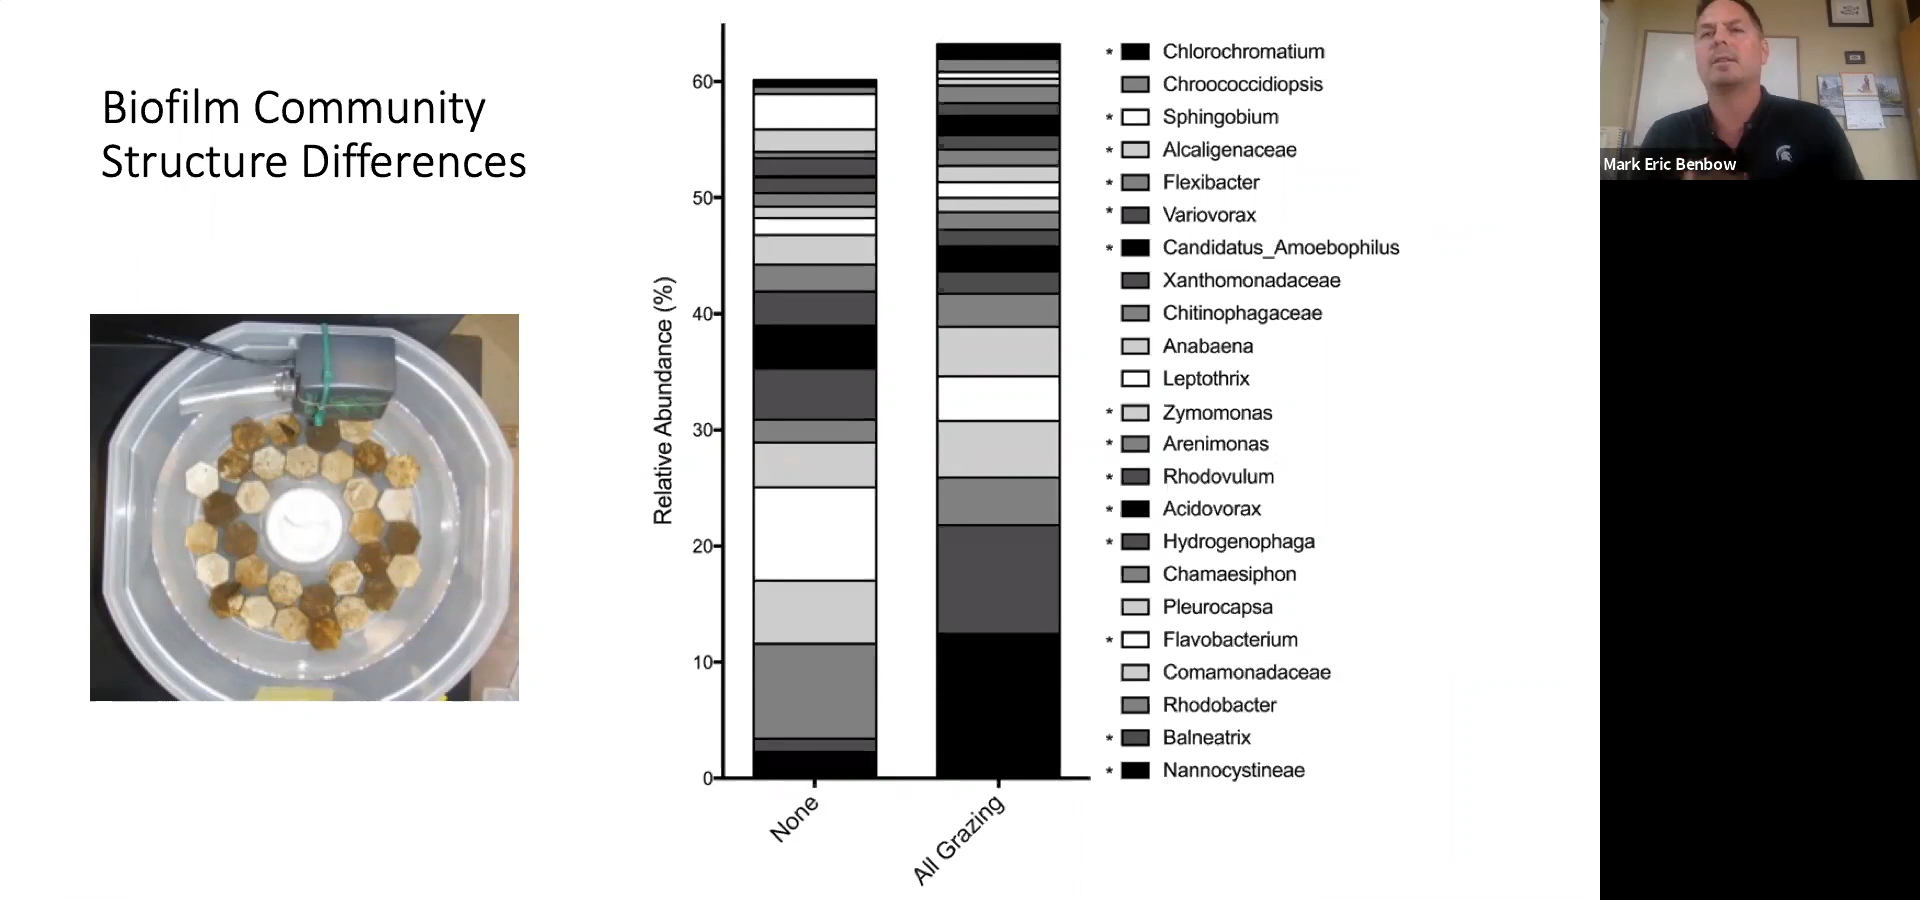 Biofilm Community
Structure Differences
Relative Abundance (%)
60
50
40
30
20
10
0
None
All Grazing
* Chlorochromatium
Chroococcidiopsis
* Sphingobium
* Alcaligenaceae
* Flexibacter
* Variovorax
* Candidatus_Amoebophilus
Xanthomonadaceae
Chitinophagaceae
Anabaena
Leptothrix
* Zymomonas
* Arenimonas
* Rhodovulum
* Acidovorax
* Hydrogenophaga
Chamaesiphon
Pleurocapsa
* Flavobacterium
Comamonadaceae
Rhodobacter
* Balneatrix
* Nannocystineae
Mark Eric Benbow